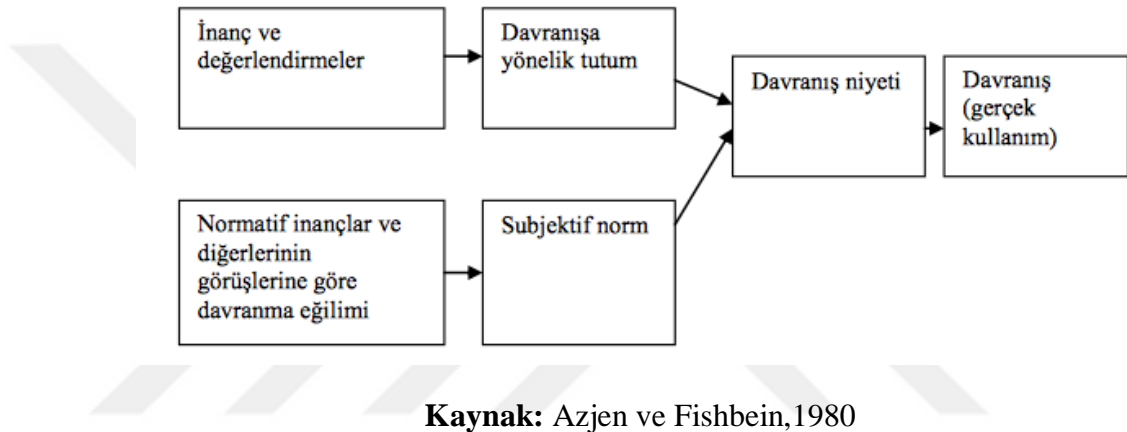 İnanç ve
değerlendirmeler
Davranışa
yönelik tutum
Davranış niyeti
Davranış
(gerçek
kullanım)
Normatif inançlar ve
diğerlerinin
görüşlerine göre
davranma eğilimi
Subjektif norm
Kaynak: Azjen ve Fishbein,1980